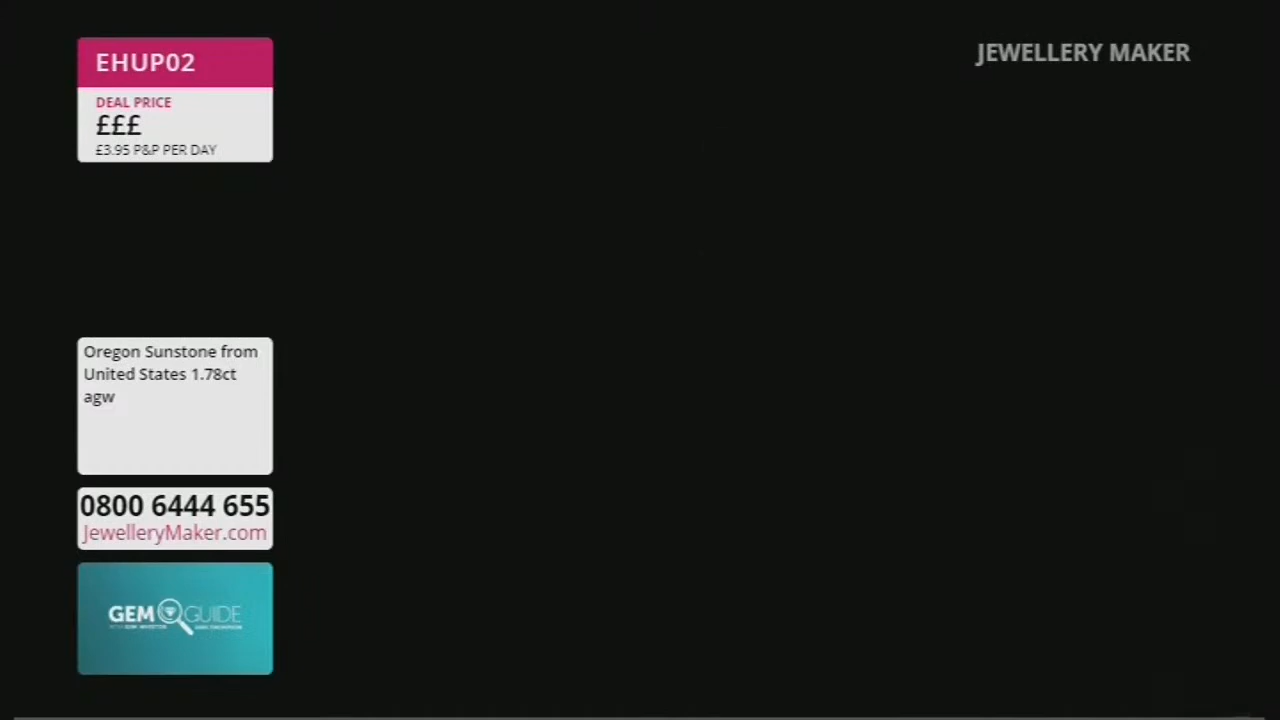 EHUP02
JEWELLERY MAKER
DEAL PRICE
£££
£3.95 P&P PER DAY
Oregon Sunstone from
United States 1.78ct
agw
0800 6444 655
JewelleryMaker.com
GEM GUIDE